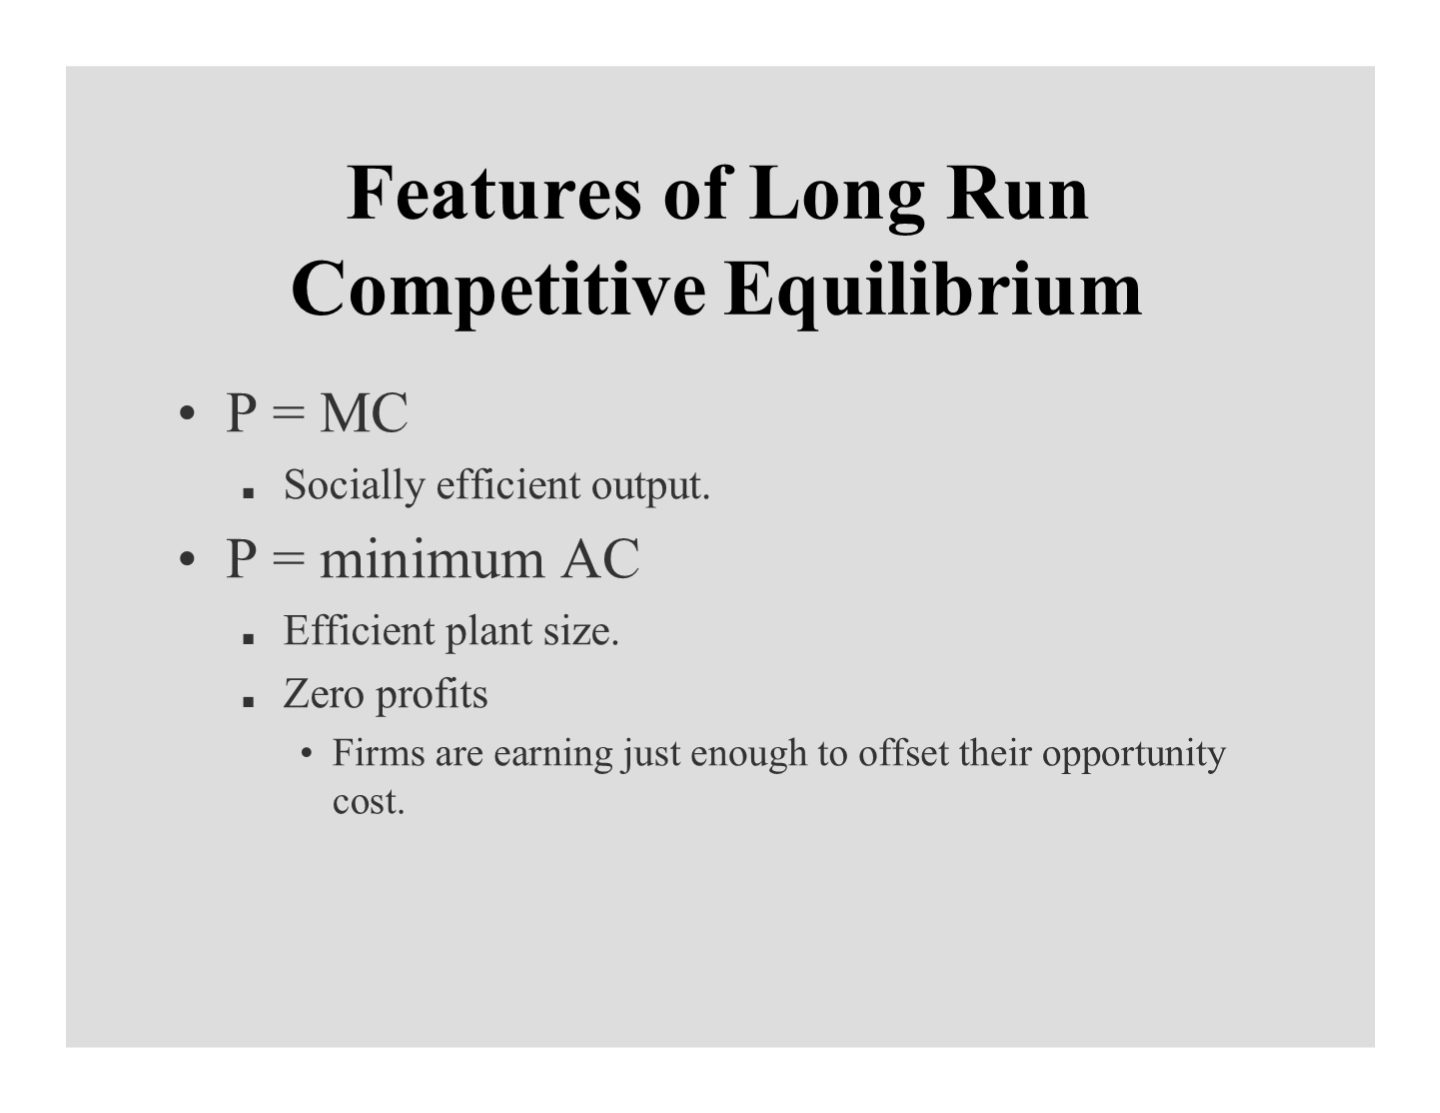 Features of Long Run
Competitive Equilibrium
• P = MC
▪ Socially efficient output.
• P = minimum AC
▪ Efficient plant size.
▪ Zero profits
• Firms are earning just enough to offset their opportunity
cost.